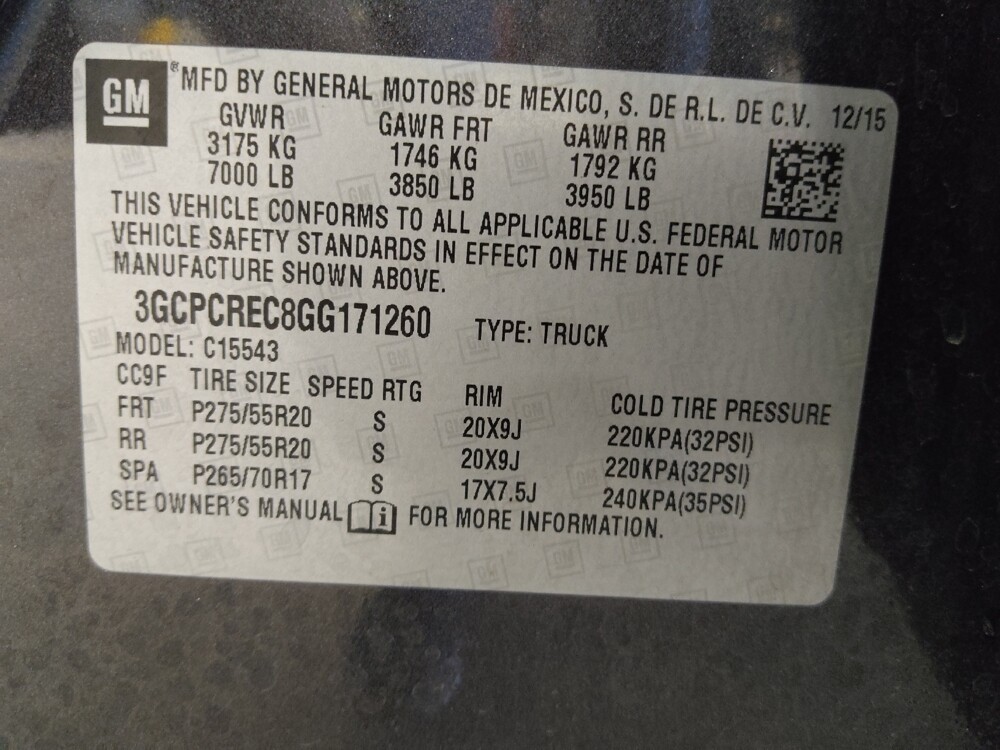 GM
®MFD BY GENERAL MOTORS DE MEXICO, S. DE R.L. DE C.V. 12/15
GVWR GAWR FRT GAWR RR
3175 KG 1746 KG 1792 KG
7000 LB 3850 LB 3950 LB
THIS VEHICLE CONFORMS TO ALL APPLICABLE U.S. FEDERAL MOTOR
VEHICLE SAFETY STANDARDS IN EFFECT ON THE DATE OF
MANUFACTURE SHOWN ABOVE.
3GCPCREC8GG171260 TYPE: TRUCK
MODEL: C15543
CC9F TIRE SIZE SPEED RTG RIM COLD TIRE PRESSURE
FRT P275/55R20 S 20X9J 220KPA(32PSI)
RR P275/55R20 S 20X9J 220KPA(32PSI)
SPA P265/70R17 S 17X7.5J 240KPA(35PSI)
SEE OWNER'S MANUAL i FOR MORE INFORMATION.